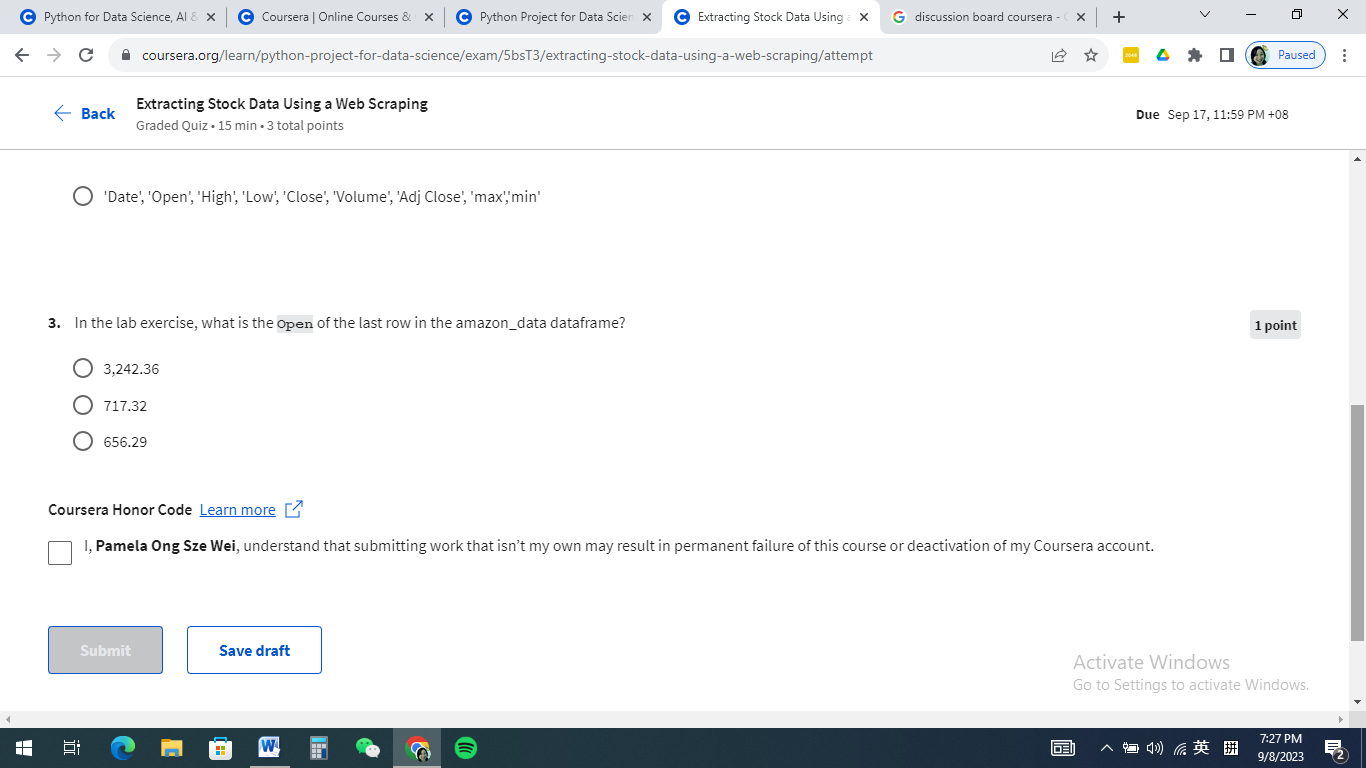 Python for Data Science, AI &
Coursera | Online Courses &
Python Project for Data Scien
Extracting Stock Data Using a
discussion board coursera -
coursera.org/learn/python-project-for-data-science/exam/5bsT3/extracting-stock-data-using-a-web-scraping/attempt
Paused
Back
Extracting Stock Data Using a Web Scraping
Graded Quiz • 15 min • 3 total points
Due Sep 17, 11:59 PM +08
'Date', 'Open', 'High', 'Low', 'Close', 'Volume', 'Adj Close', 'max','min'
3. In the lab exercise, what is the Open of the last row in the amazon_data dataframe?
1 point
3,242.36
717.32
656.29
Coursera Honor Code Learn more
I, Pamela Ong Sze Wei, understand that submitting work that isn't my own may result in permanent failure of this course or deactivation of my Coursera account.
Submit
Save draft
Activate Windows
Go to Settings to activate Windows.
英
7:27 PM
9/8/2023
2